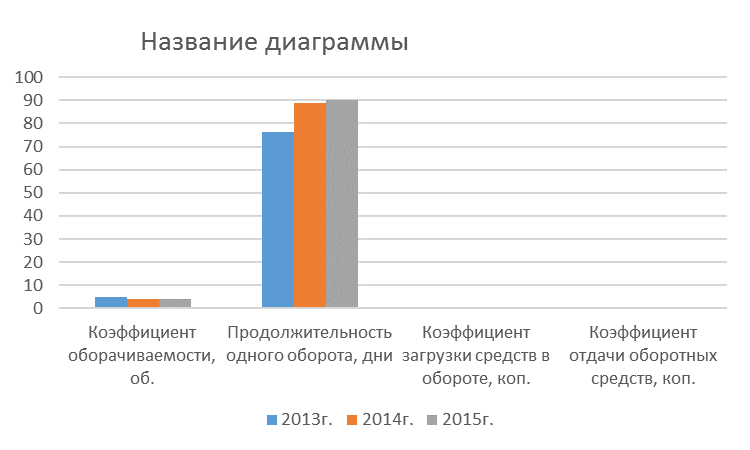 Название диаграммы
100
90
80
70
60
50
40
30
20
10
0
Коэффициент
оборачиваемости,
об.
Продолжительность
одного оборота, дни
Коэффициент
загрузки средств в
обороте, коп.
Коэффициент
отдачи оборотных
средств, коп.
2013г. 2014г. 2015г.